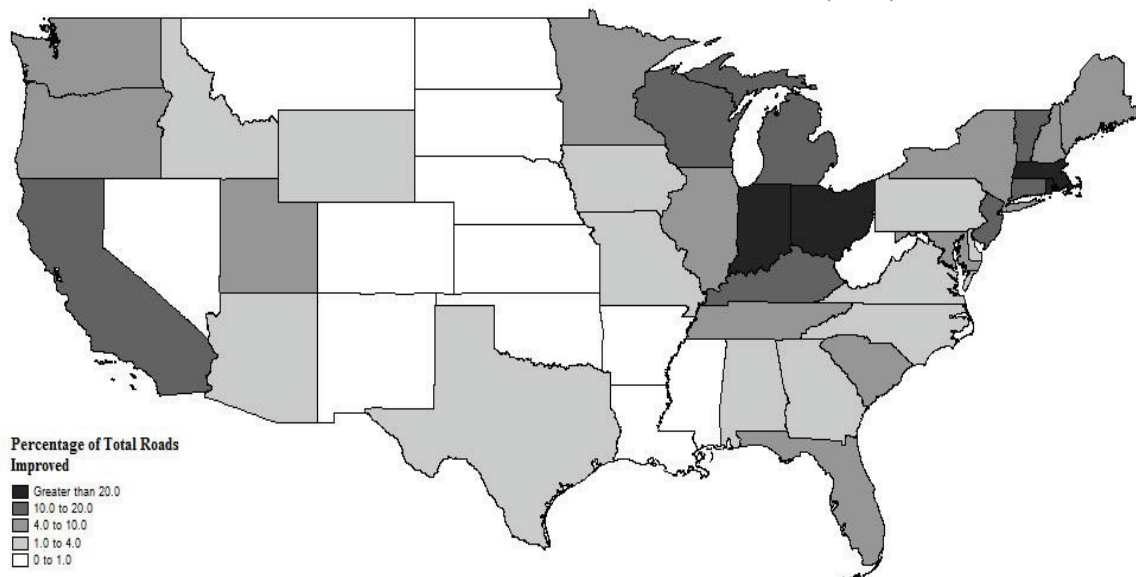 Percentage of Total Roads
Improved
Greater than 20.0
10.0 to 20.0
4.0 to 10.0
1.0 to 4.0
0 to 1.0